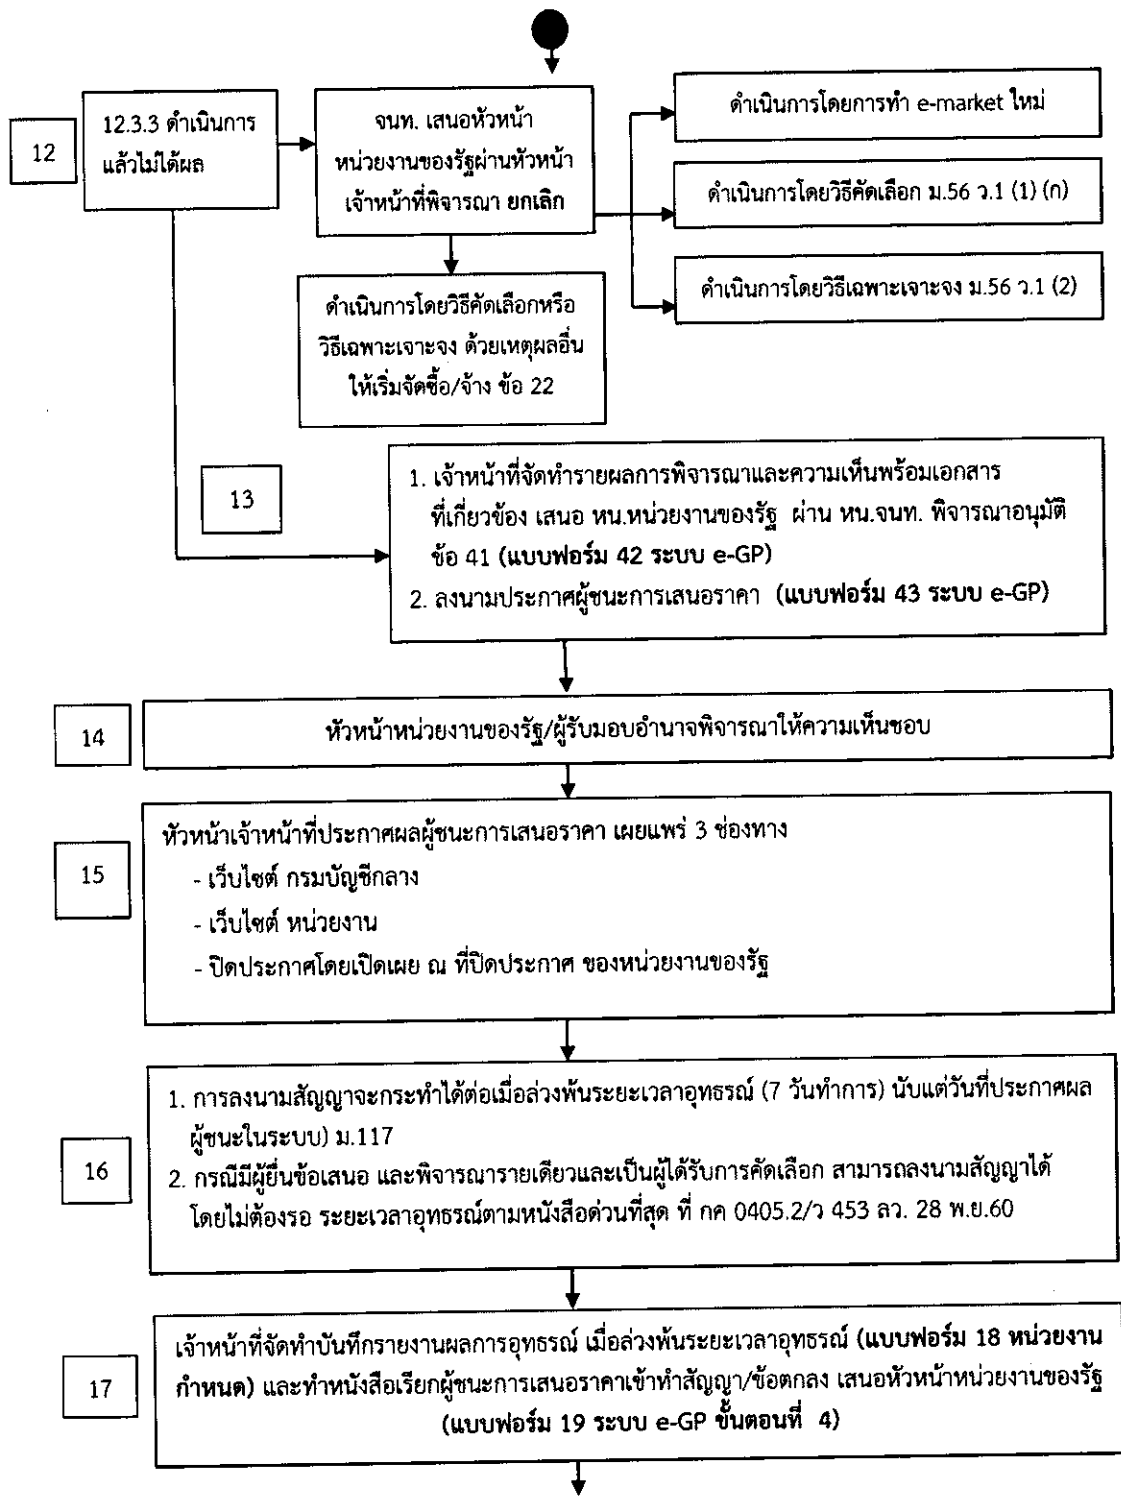 12
12.3.3 ดำเนินการ
แล้วไม่ได้ผล
จนท. เสนอหัวหน้า
หน่วยงานของรัฐผ่านหัวหน้า
เจ้าหน้าที่พิจารณา ยกเลิก
ดำเนินการโดยการทำ e-market ใหม่
ดำเนินการโดยวิธีคัดเลือก ม.56 ว.1 (1) (ก)
ดำเนินการโดยวิธีเฉพาะเจาะจง ม.56 ว.1 (2)
ดำเนินการโดยวิธีคัดเลือกหรือ
วิธีเฉพาะเจาะจง ด้วยเหตุผลอื่น
ให้เริ่มจัดซื้อ/จ้าง ข้อ 22
13
1. เจ้าหน้าที่จัดทำรายผลการพิจารณาและความเห็นพร้อมเอกสาร
ที่เกี่ยวข้อง เสนอ หน.หน่วยงานของรัฐ ผ่าน หน.จนท. พิจารณาอนุมัติ
ข้อ 41 (แบบฟอร์ม 42 ระบบ e-GP)
2. ลงนามประกาศผู้ชนะการเสนอราคา (แบบฟอร์ม 43 ระบบ e-GP)
14
หัวหน้าหน่วยงานของรัฐ/ผู้รับมอบอำนาจพิจารณาให้ความเห็นชอบ
15
หัวหน้าเจ้าหน้าที่ประกาศผลผู้ชนะการเสนอราคา เผยแพร่ 3 ช่องทาง
- เว็บไซต์ กรมบัญชีกลาง
- เว็บไซต์ หน่วยงาน
- ปิดประกาศโดยเปิดเผย ณ ที่ปิดประกาศ ของหน่วยงานของรัฐ
16
1. การลงนามสัญญาจะกระทำได้ต่อเมื่อล่วงพ้นระยะเวลาอุทธรณ์ (7 วันทำการ) นับแต่วันที่ประกาศผล
ผู้ชนะในระบบ) ม.117
2. กรณีมีผู้ยื่นข้อเสนอ และพิจารณารายเดียวและเป็นผู้ได้รับการคัดเลือก สามารถลงนามสัญญาได้
โดยไม่ต้องรอ ระยะเวลาอุทธรณ์ตามหนังสือด่วนที่สุด ที่ กค 0405.2/ว 453 ลว. 28 พ.ย.60
17
เจ้าหน้าที่จัดทำบันทึกรายงานผลการอุทธรณ์ เมื่อล่วงพ้นระยะเวลาอุทธรณ์ (แบบฟอร์ม 18 หน่วยงาน
กำหนด) และทำหนังสือเรียกผู้ชนะการเสนอราคาเข้าทำสัญญา/ข้อตกลง เสนอหัวหน้าหน่วยงานของรัฐ
(แบบฟอร์ม 19 ระบบ e-GP ขั้นตอนที่ 4)